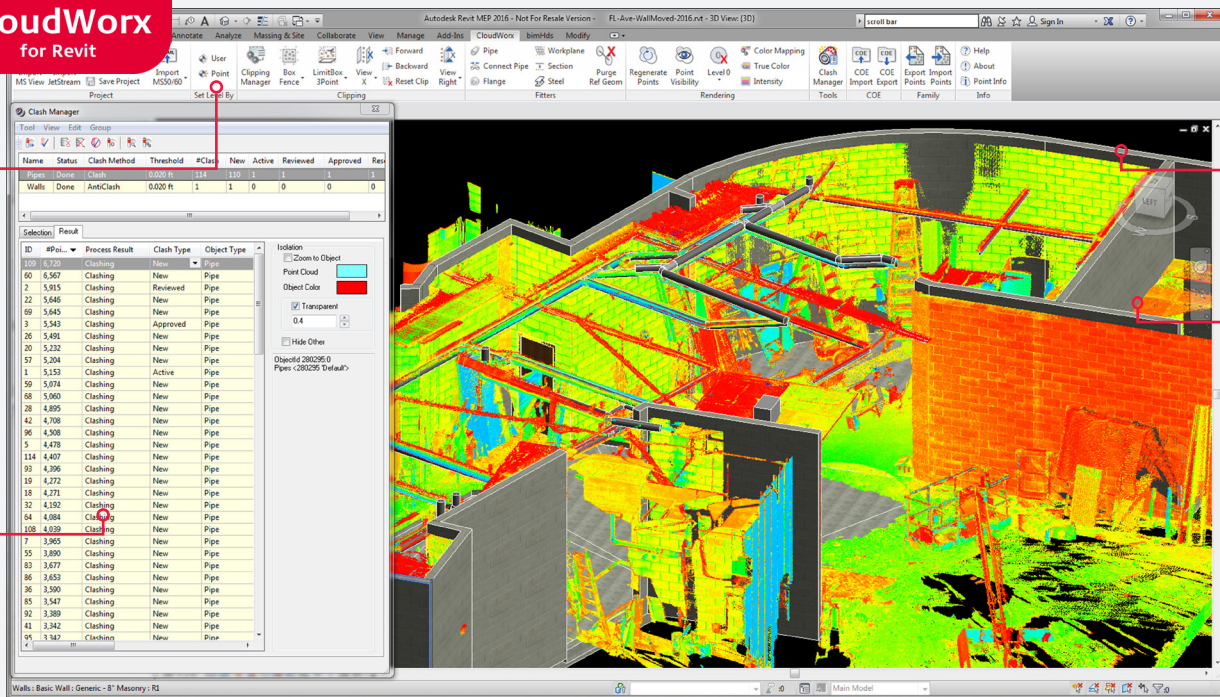 oudWorx
for Revit
Autodesk Revit MEP 2016 - Not For Resale Version - FL-Ave-WallMoved-2016.rvt - 3D View: {3D}
scroll bar
Sign In
Annotate Analyze Massing & Site Collaborate View Manage Add-Ins CloudWorx bimHds Modify
User
Point
Forward
Backward
Reset Clip
Pipe
Connect Pipe
Flange
Workplane
Section
Steel
Color Mapping
True Color
Intensity
Help
About
Point Info
MS View JetStream Save Project
Import MS50/60
Clipping Manager
Box Fence
LimitBox 3Point
View X
View Right
Purge Ref Geom
Regenerate Points
Point Visibility
Level 0
Clash Manager
COE Import
COE Export
Export Points
Import Points
Project Set Level By Clipping Fitters Rendering Tools COE Family Info
Clash Manager
Tool View Edit Group
Name Status Clash Method Threshold #Clash New Active Reviewed Approved Res
Pipes Done Clash 0.020 ft 114 110 1 1 1 1
Walls Done AntiClash 0.020 ft 1 1 0 0 0 0
Selection Result
ID #Poi... Process Result Clash Type Object Type
109 6,720 Clashing New Pipe
60 6,567 Clashing New Pipe
2 5,915 Clashing Reviewed Pipe
22 5,646 Clashing New Pipe
69 5,645 Clashing New Pipe
3 5,543 Clashing Approved Pipe
26 5,491 Clashing New Pipe
20 5,232 Clashing New Pipe
57 5,204 Clashing New Pipe
1 5,153 Clashing Active Pipe
59 5,074 Clashing New Pipe
68 5,060 Clashing New Pipe
28 4,895 Clashing New Pipe
42 4,708 Clashing New Pipe
96 4,508 Clashing New Pipe
5 4,478 Clashing New Pipe
114 4,407 Clashing New Pipe
93 4,396 Clashing New Pipe
19 4,272 Clashing New Pipe
18 4,271 Clashing New Pipe
32 4,192 Clashing New Pipe
64 4,084 Clashing New Pipe
108 4,039 Clashing New Pipe
7 3,965 Clashing New Pipe
55 3,890 Clashing New Pipe
83 3,677 Clashing New Pipe
86 3,653 Clashing New Pipe
36 3,590 Clashing New Pipe
85 3,547 Clashing New Pipe
92 3,389 Clashing New Pipe
41 3,342 Clashing New Pipe
95 3,342 Clashing New Pipe
Isolation
Zoom to Object
Point Cloud
Object Color
Transparent
0.4
Hide Other
ObjectId 280295:0
Pipes <280295 'Default'>
LEFT
Walls : Basic Wall : Generic - 8" Masonry : R1
:0
Main Model
:0